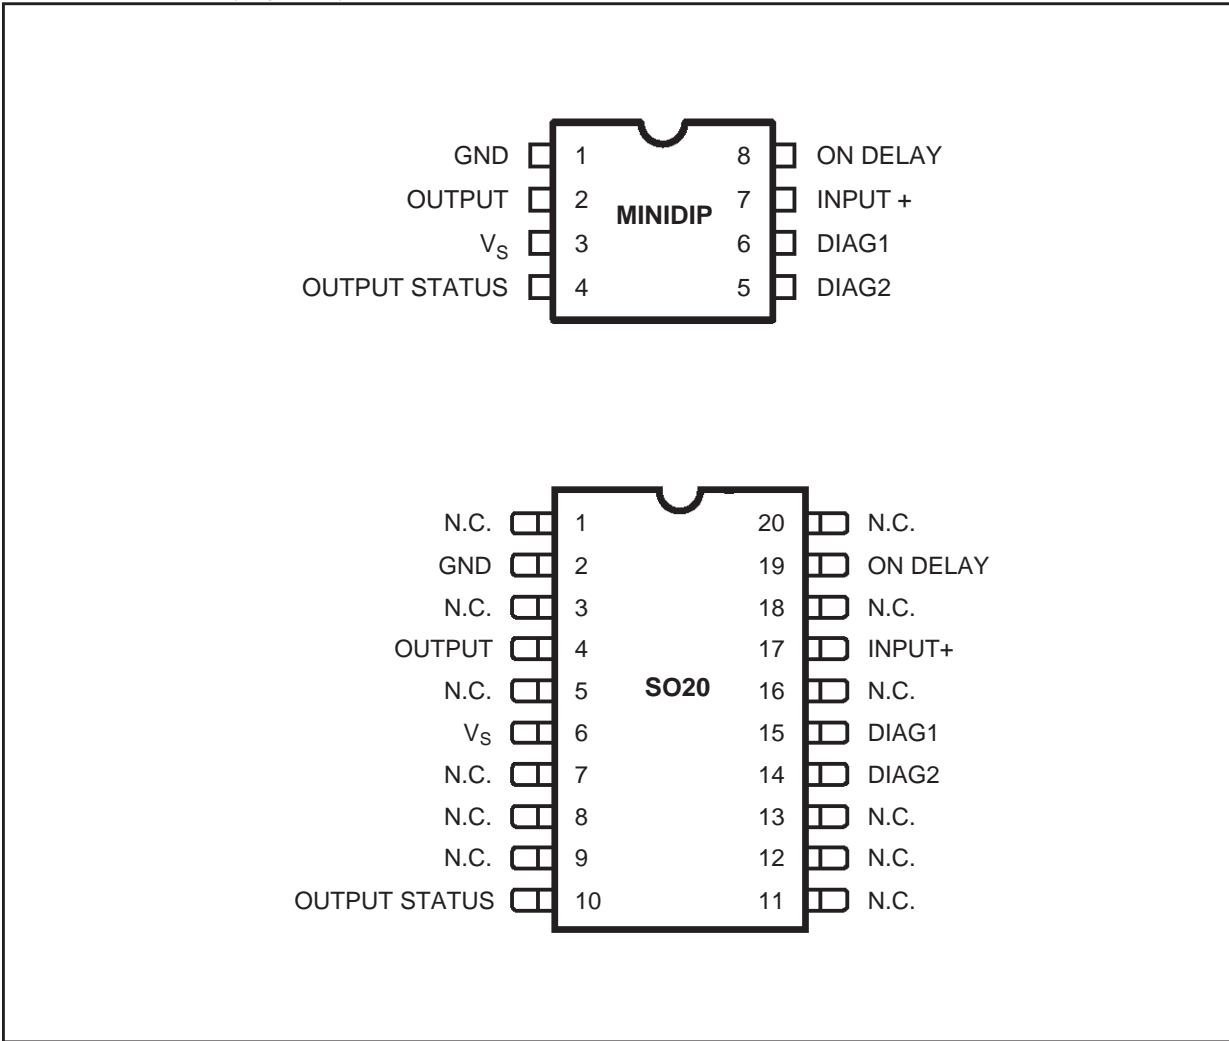 GND 1 8 ON DELAY
OUTPUT 2 7 INPUT +
MINIDIP
VS 3 6 DIAG1
OUTPUT STATUS 4 5 DIAG2
N.C. 1 20 N.C.
GND 2 19 ON DELAY
N.C. 3 18 N.C.
OUTPUT 4 17 INPUT+
N.C. 5 SO20 16 N.C.
VS 6 15 DIAG1
N.C. 7 14 DIAG2
N.C. 8 13 N.C.
N.C. 9 12 N.C.
OUTPUT STATUS 10 11 N.C.